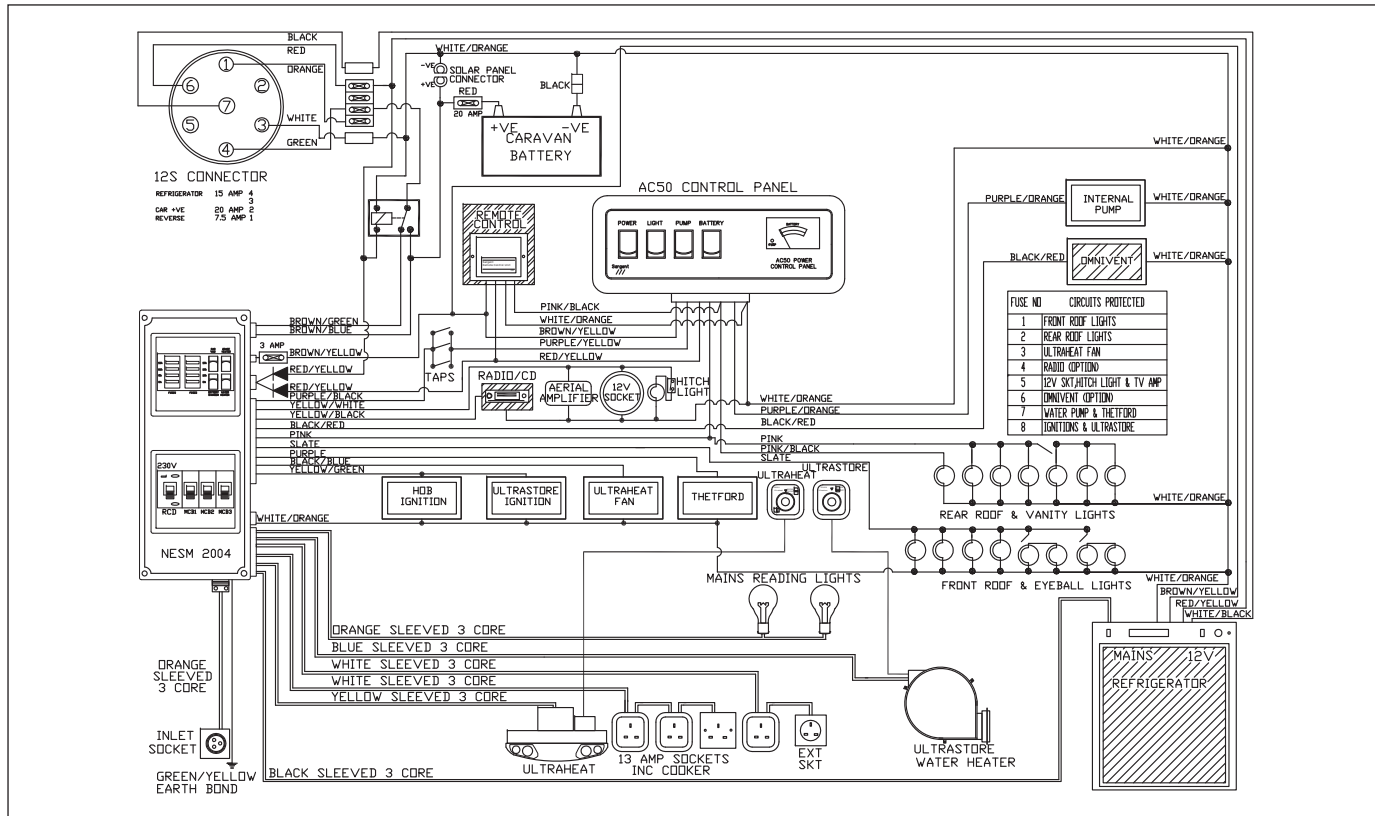 BLACK
RED
ORANGE
WHITE
GREEN
1
2
3
4
5
6
7
12S CONNECTOR
REFRIGERATOR 15 AMP 4
3
CAR +VE 20 AMP 2
REVERSE 7.5 AMP 1
WHITE/ORANGE
-VE
+VE
SOLAR PANEL
CONNECTOR
RED
20 AMP
BLACK
+VE -VE
CARAVAN
BATTERY
REMOTE
CONTROL
AC50 CONTROL PANEL
POWER LIGHT PUMP BATTERY
BATTERY
Sargent
AC50 POWER
CONTROL PANEL
WHITE/ORANGE
PURPLE/ORANGE
INTERNAL
PUMP
WHITE/ORANGE
BLACK/RED
OMNIVENT
WHITE/ORANGE
FUSE NO CIRCUITS PROTECTED
1 FRONT ROOF LIGHTS
2 REAR ROOF LIGHTS
3 ULTRAHEAT FAN
4 RADIO (OPTION)
5 12V SKT,HITCH LIGHT & TV AMP
6 OMNIVENT (OPTION)
7 WATER PUMP & THETFORD
8 IGNITIONS & ULTRASTORE
PINK/BLACK
WHITE/ORANGE
BROWN/YELLOW
PURPLE/YELLOW
RED/YELLOW
BROWN/GREEN
BROWN/BLUE
3 AMP
BROWN/YELLOW
RED/YELLOW
RED/YELLOW
PURPLE/BLACK
YELLOW/WHITE
YELLOW/BLACK
BLACK/RED
PINK
SLATE
PURPLE
BLACK/BLUE
YELLOW/GREEN
TAPS
RADIO/CD
AERIAL
AMPLIFIER
12V
SOCKET
HITCH
LIGHT
WHITE/ORANGE
PURPLE/ORANGE
BLACK/RED
PINK
PINK/BLACK
SLATE
230V
RCD MCB1 MCB2 MCB3
NESM 2004
WHITE/ORANGE
HOB
IGNITION
ULTRASTORE
IGNITION
ULTRAHEAT
FAN
THETFORD
ULTRAHEAT
ULTRASTORE
WHITE/ORANGE
REAR ROOF & VANITY LIGHTS
FRONT ROOF & EYEBALL LIGHTS
MAINS READING LIGHTS
WHITE/ORANGE
BROWN/YELLOW
RED/YELLOW
WHITE/BLACK
ORANGE SLEEVED 3 CORE
BLUE SLEEVED 3 CORE
WHITE SLEEVED 3 CORE
WHITE SLEEVED 3 CORE
YELLOW SLEEVED 3 CORE
ORANGE
SLEEVED
3 CORE
INLET
SOCKET
GREEN/YELLOW
EARTH BOND
BLACK SLEEVED 3 CORE
ULTRAHEAT
13 AMP SOCKETS
INC COOKER
EXT
SKT
ULTRASTORE
WATER HEATER
MAINS 12V
REFRIGERATOR